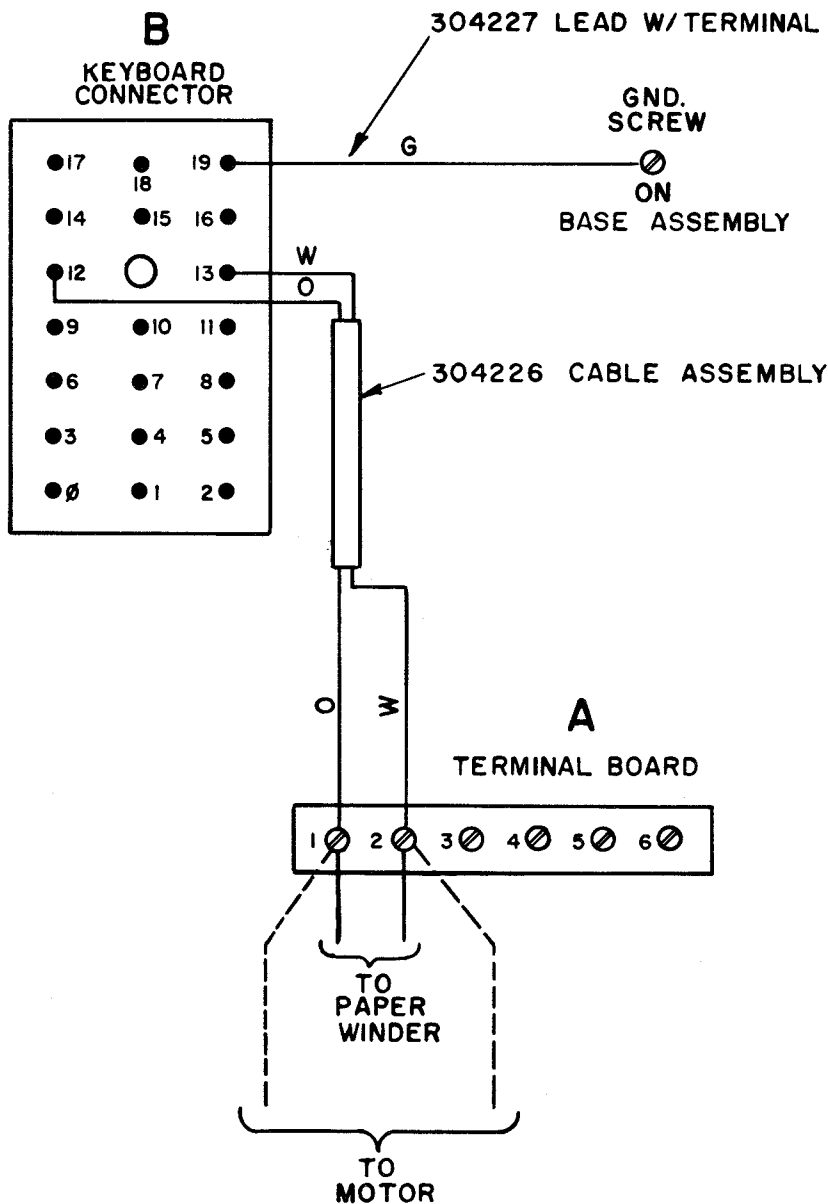 304227 LEAD W/TERMINAL
B
KEYBOARD
CONNECTOR
GND.
SCREW
ON
BASE ASSEMBLY
G
17
18
19
14
15
16
12
13
W
O
9
10
11
6
7
8
3
4
5
Ø
1
2
304226 CABLE ASSEMBLY
O
W
A
TERMINAL BOARD
1
2
3
4
5
6
TO
PAPER
WINDER
TO
MOTOR